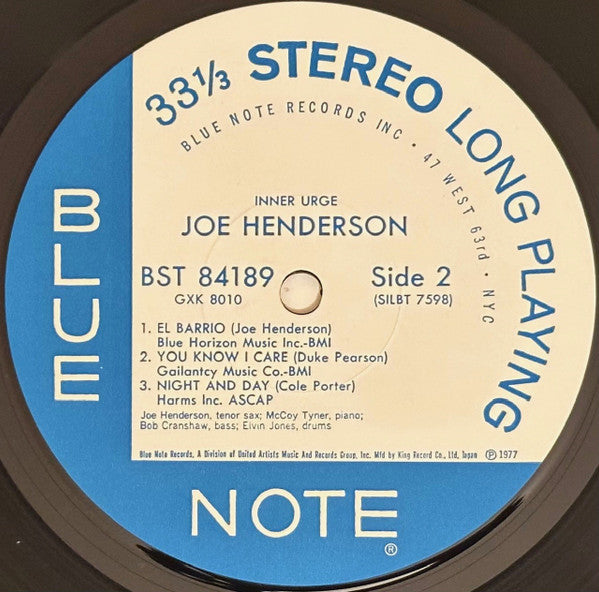 33⅓ STEREO LONG PLAYING
BLUE NOTE RECORDS INC • 47 WEST 63rd • NYC
INNER URGE
JOE HENDERSON
BST 84189 Side 2
GXK 8010 (SILBT 7598)
1. EL BARRIO (Joe Henderson)
Blue Horizon Music Inc.-BMI
2. YOU KNOW I CARE (Duke Pearson)
Gailantcy Music Co.-BMI
3. NIGHT AND DAY (Cole Porter)
Harms Inc. ASCAP
Joe Henderson, tenor sax; McCoy Tyner, piano;
Bob Cranshaw, bass; Elvin Jones, drums
Blue Note Records, A Division of United Artists Music And Records Group, Inc. Mfd by King Record Co., Ltd, Japan ℗ 1977
BLUE
NOTE ®